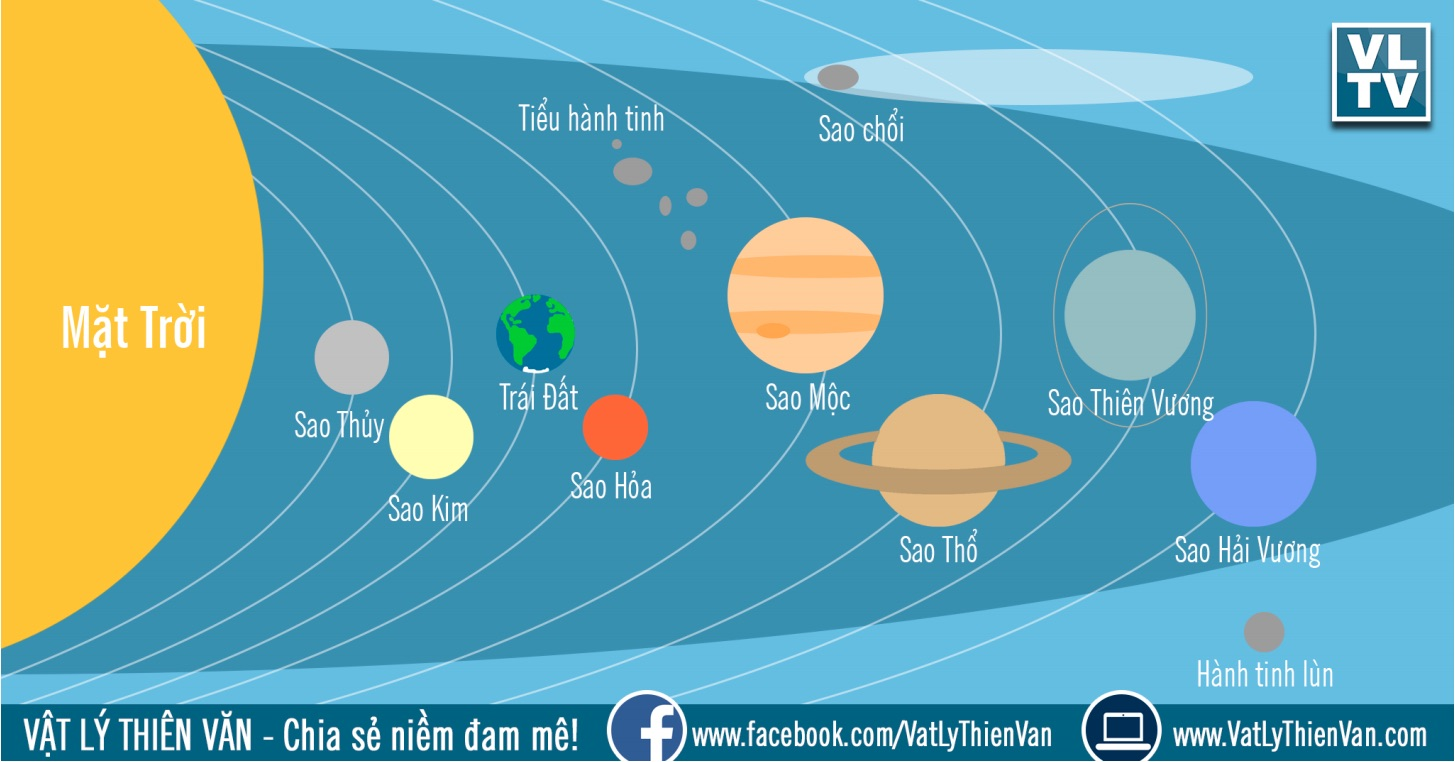 VL
TV
Tiểu hành tinh
Sao chổi
Mặt Trời
Sao Thủy
Sao Kim
Trái Đất
Sao Hỏa
Sao Mộc
Sao Thổ
Sao Thiên Vương
Sao Hải Vương
Hành tinh lùn
VẬT LÝ THIÊN VĂN - Chia sẻ niềm đam mê!
www.facebook.com/VatLyThienVan
www.VatLyThienVan.com